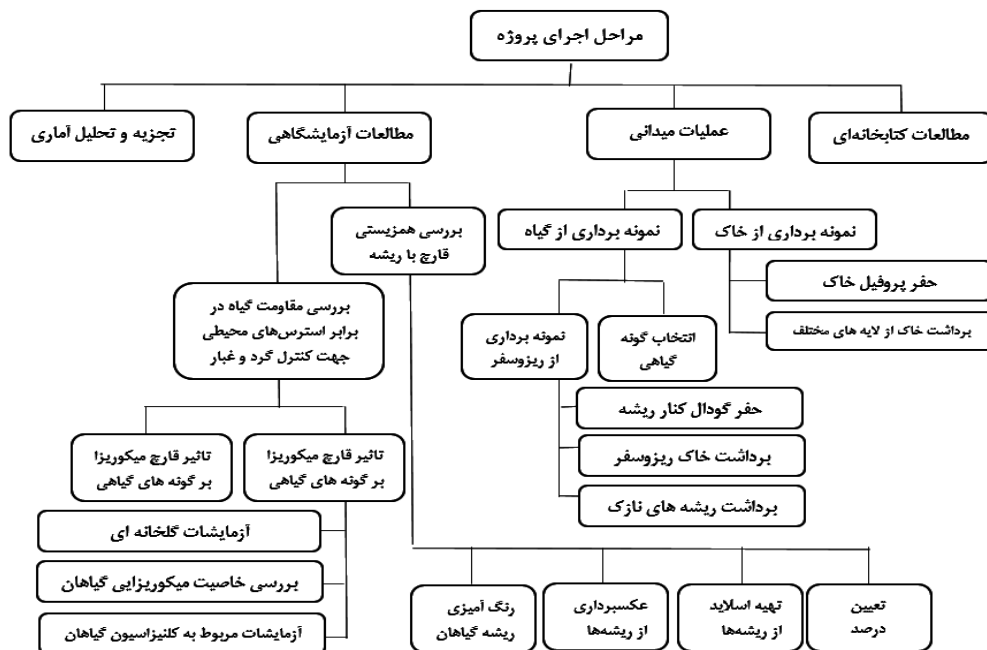 مراحل اجرای پروژه
مطالعات کتابخانه‌ای
عملیات میدانی
مطالعات آزمایشگاهی
تجزیه و تحلیل آماری
نمونه برداری از خاک
حفر پروفیل خاک
برداشت خاک از لایه های مختلف
نمونه برداری از گیاه
انتخاب گونه
گیاهی
نمونه برداری
از ریزوسفر
حفر گودال کنار ریشه
برداشت خاک ریزوسفر
برداشت ریشه های نازک
بررسی همزیستی
قارچ با ریشه
تعیین
درصد
تهیه اسلاید
از ریشه‌ها
عکسبرداری
از ریشه‌ها
رنگ آمیزی
ریشه گیاهان
بررسی مقاومت گیاه در
برابر استرس‌های محیطی
جهت کنترل گرد و غبار
تاثیر قارچ میکوریزا
بر گونه های گیاهی
تاثیر قارچ میکوریزا
بر گونه های گیاهی
آزمایشات گلخانه ای
بررسی خاصیت میکوریزایی گیاهان
آزمایشات مربوط به کلنیزاسیون گیاهان